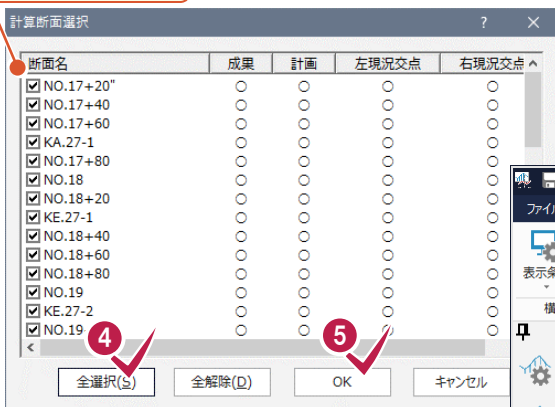 計算断面選択 ? ×
断面名 成果 計画 左現況交点 右現況交点
NO.17+20" ○ ○ ○ ○
NO.17+40 ○ ○ ○ ○
NO.17+60 ○ ○ ○ ○
KA.27-1 ○ ○ ○ ○
NO.17+80 ○ ○ ○ ○
NO.18 ○ ○ ○ ○
NO.18+20 ○ ○ ○ ○
KE.27-1 ○ ○ ○ ○
NO.18+40 ○ ○ ○ ○
NO.18+60 ○ ○ ○ ○
NO.18+80 ○ ○ ○ ○
NO.19 ○ ○ ○ ○
KE.27-2 ○ ○ ○ ○
NO.19 ○ ○ ○ ○
4 5
全選択(S) 全解除(D) OK キャンセル
ファイル
表示条
横